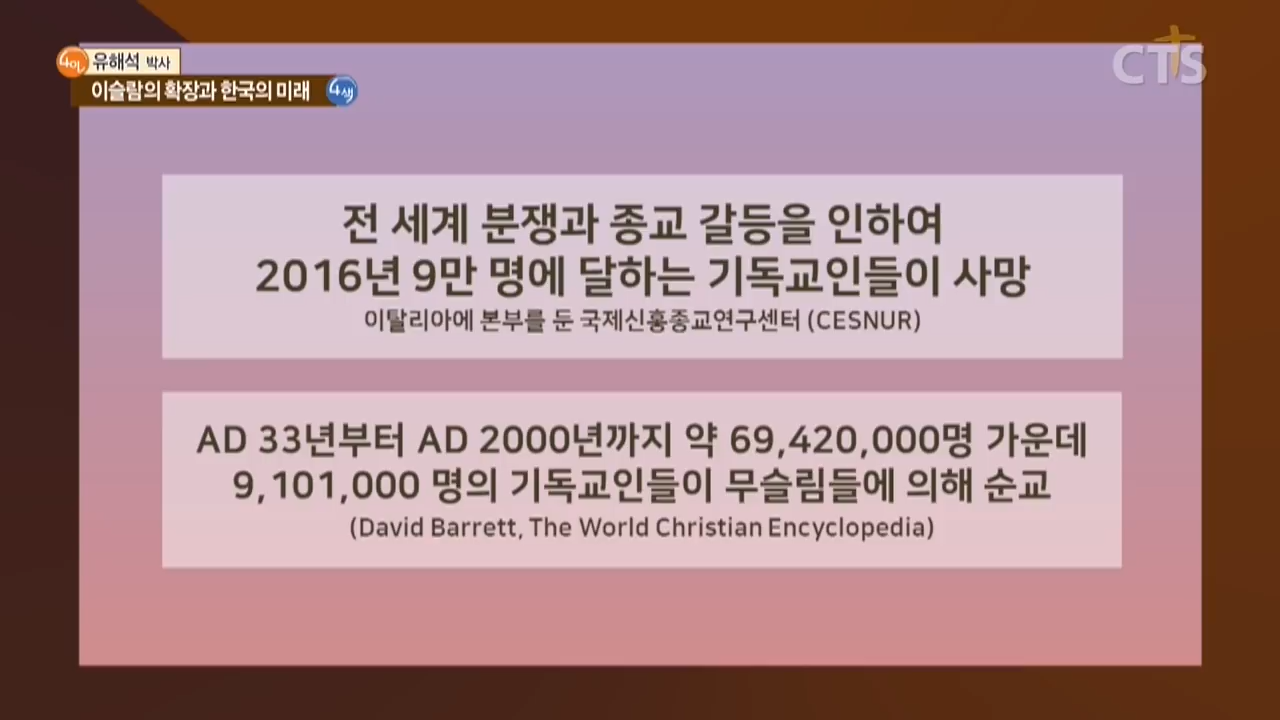 4인 유해석 박사
이슬람의 확장과 한국의 미래 4색
CTS
전 세계 분쟁과 종교 갈등을 인하여
2016년 9만 명에 달하는 기독교인들이 사망
이탈리아에 본부를 둔 국제신흥종교연구센터 (CESNUR)
AD 33년부터 AD 2000년까지 약 69,420,000명 가운데
9,101,000 명의 기독교인들이 무슬림들에 의해 순교
(David Barrett, The World Christian Encyclopedia)